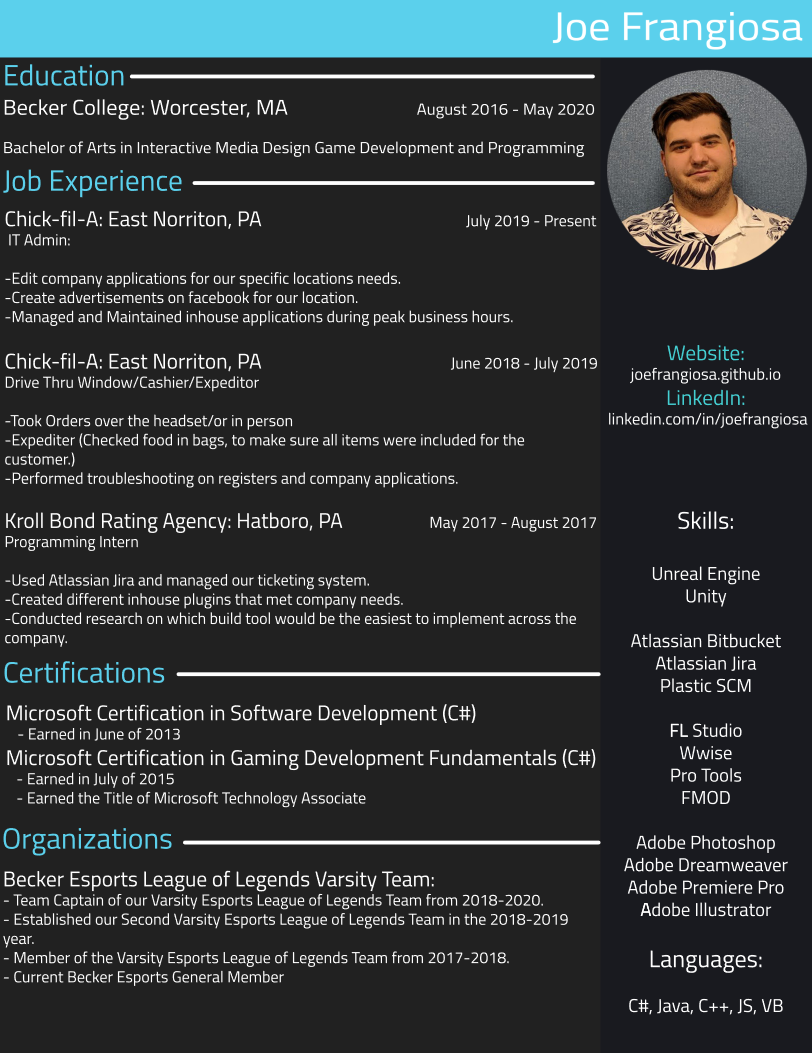 Joe Frangiosa
Education
Becker College: Worcester, MA August 2016 - May 2020
Bachelor of Arts in Interactive Media Design Game Development and Programming
Job Experience
Chick-fil-A: East Norriton, PA July 2019 - Present
IT Admin:
-Edit company applications for our specific locations needs.
-Create advertisements on facebook for our location.
-Managed and Maintained inhouse applications during peak business hours.
Chick-fil-A: East Norriton, PA June 2018 - July 2019
Drive Thru Window/Cashier/Expeditor
-Took Orders over the headset/or in person
-Expediter (Checked food in bags, to make sure all items were included for the
customer.)
-Performed troubleshooting on registers and company applications.
Kroll Bond Rating Agency: Hatboro, PA May 2017 - August 2017
Programming Intern
-Used Atlassian Jira and managed our ticketing system.
-Created different inhouse plugins that met company needs.
-Conducted research on which build tool would be the easiest to implement across the
company.
Certifications
Microsoft Certification in Software Development (C#)
- Earned in June of 2013
Microsoft Certification in Gaming Development Fundamentals (C#)
- Earned in July of 2015
- Earned the Title of Microsoft Technology Associate
Organizations
Becker Esports League of Legends Varsity Team:
- Team Captain of our Varsity Esports League of Legends Team from 2018-2020.
- Established our Second Varsity Esports League of Legends Team in the 2018-2019
year.
- Member of the Varsity Esports League of Legends Team from 2017-2018.
- Current Becker Esports General Member
Website:
joefrangiosa.github.io
LinkedIn:
linkedin.com/in/joefrangiosa
Skills:
Unreal Engine
Unity
Atlassian Bitbucket
Atlassian Jira
Plastic SCM
FL Studio
Wwise
Pro Tools
FMOD
Adobe Photoshop
Adobe Dreamweaver
Adobe Premiere Pro
Adobe Illustrator
Languages:
C#, Java, C++, JS, VB